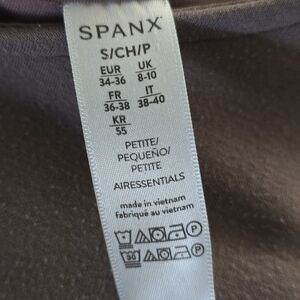 SPANX
S/CH/P
EUR UK
34-36 8-10
FR IT
36-38 38-40
KR
55
PETITE/
PEQUEÑO/
PETITE
AIRESSENTIALS
made in vietnam
fabriqué au vietnam
P
30 P